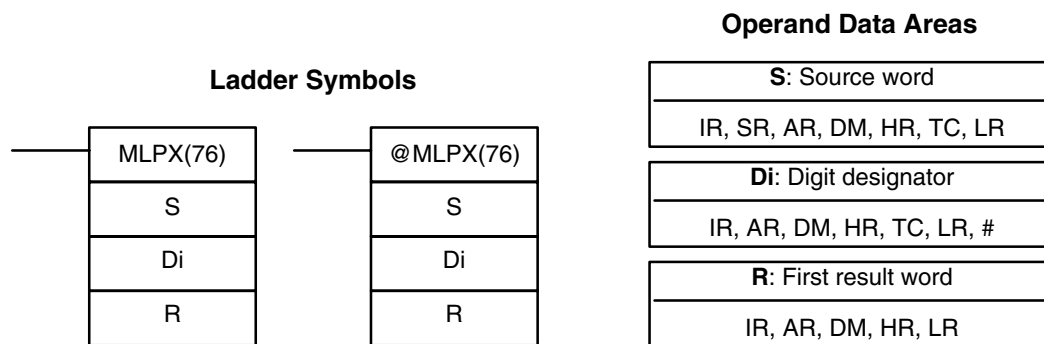 Ladder Symbols
MLPX(76)
S
Di
R
@MLPX(76)
S
Di
R
Operand Data Areas
S: Source word
IR, SR, AR, DM, HR, TC, LR
Di: Digit designator
IR, AR, DM, HR, TC, LR, #
R: First result word
IR, AR, DM, HR, LR